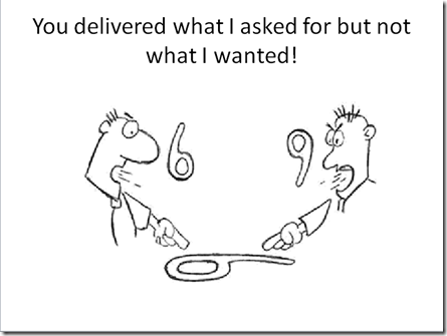 You delivered what I asked for but not
what I wanted!
6 9